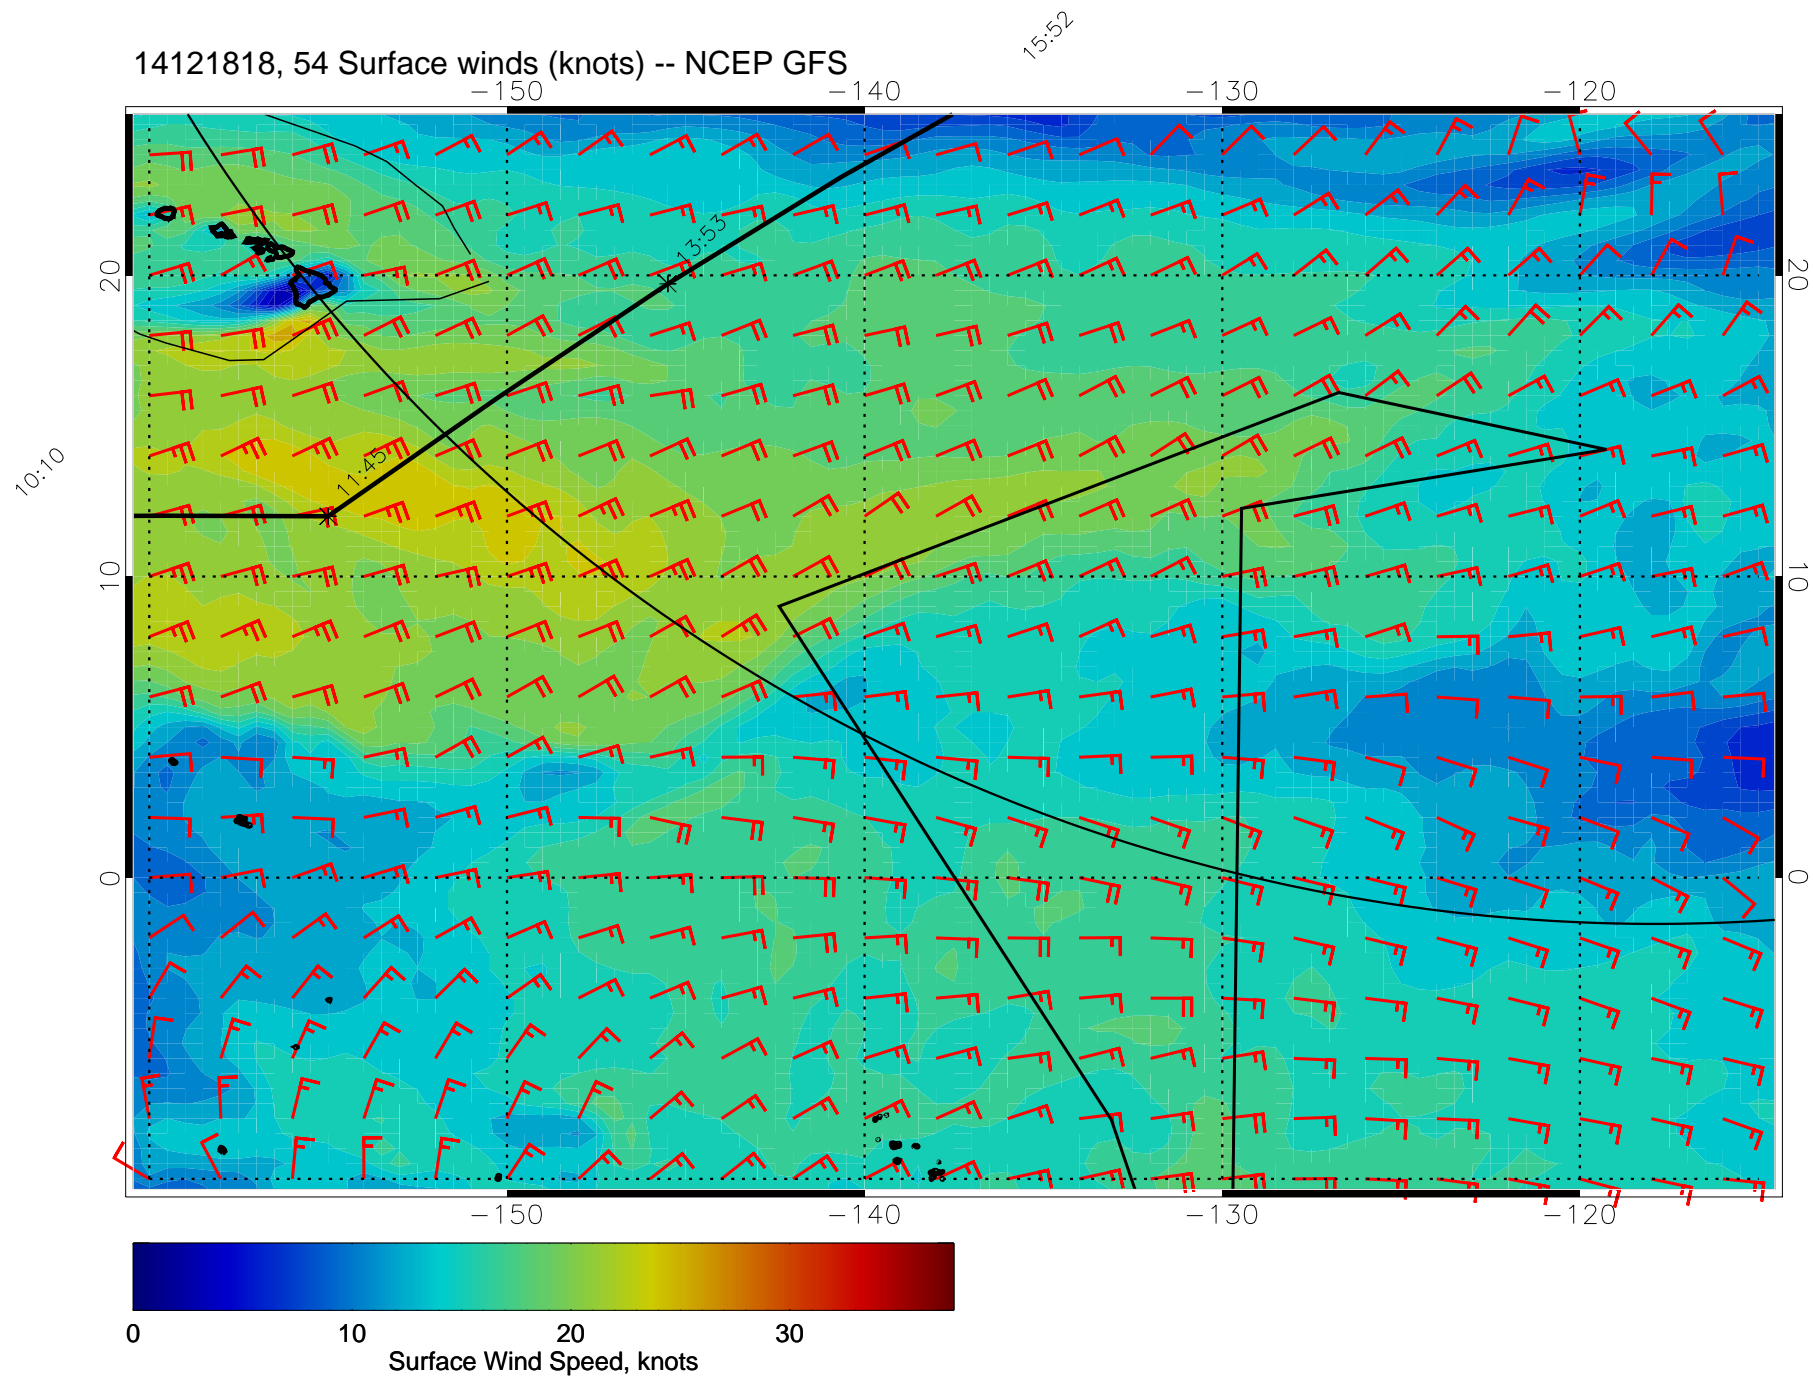 15:52
14121818, 54 Surface winds (knots) -- NCEP GFS
-150 -140 -130 -120
13:53
20 20
10:10
11:45
10 10
0 0
-150 -140 -130 -120
0 10 20 30
Surface Wind Speed, knots